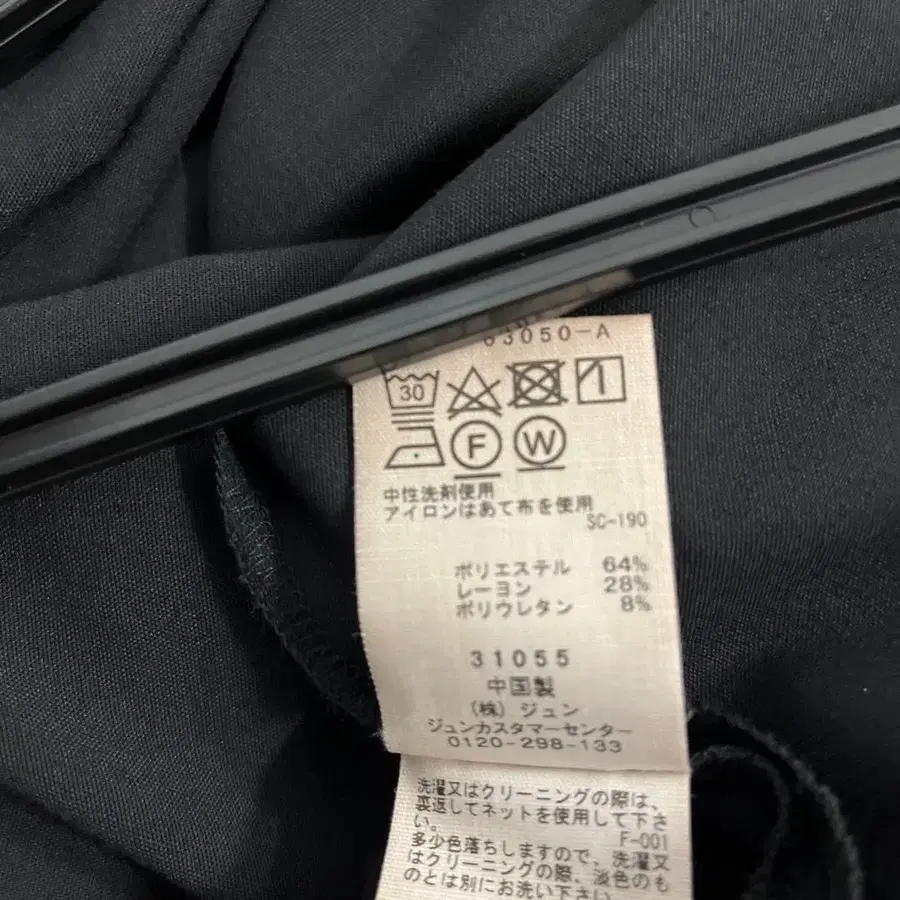 63050-A
30
F W
中性洗剤使用
アイロンはあて布を使用
SC-190
ポリエステル 64%
レーヨン 28%
ポリウレタン 8%
31055
中国製
(株) ジュン
ジュンカスタマーセンター
0120-298-133
洗濯又はクリーニングの際は、
裏返してネットを使用して下さ
い。
F-001
多少色落ちしますので、洗濯又
はクリーニングの際、淡色のも
のとは別にお洗い下さい。